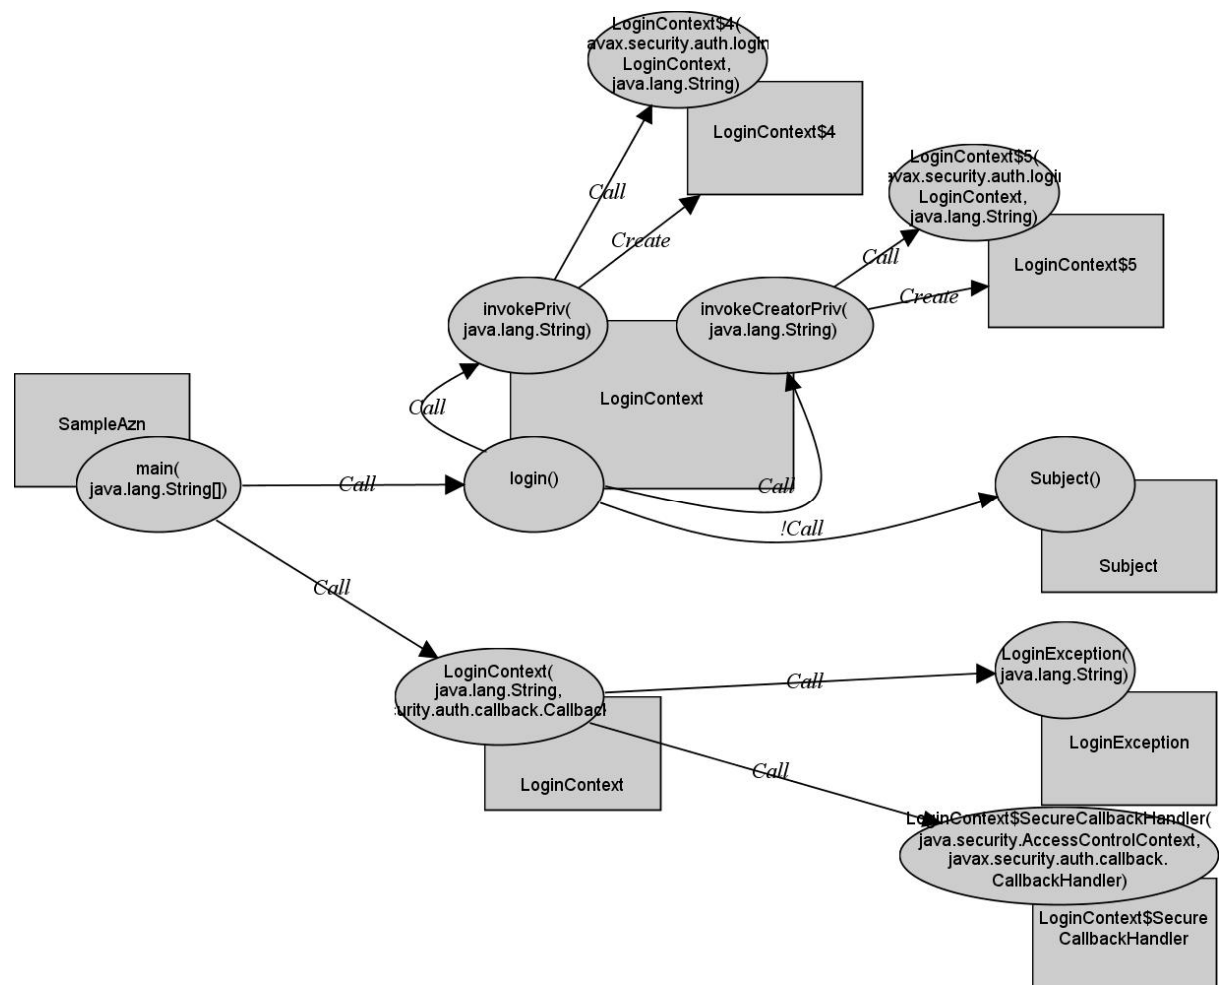 LoginContext$4(
avax.security.auth.login
LoginContext,
java.lang.String)
LoginContext$4
Call
Create
LoginContext$5(
avax.security.auth.logi
LoginContext,
java.lang.String)
LoginContext$5
Call
Create
invokePriv(
java.lang.String)
invokeCreatorPriv(
java.lang.String)
LoginContext
Call
SampleAzn
main(
java.lang.String[])
Call
login()
Call
!Call
Subject()
Subject
Call
LoginContext(
java.lang.String,
urity.auth.callback.Callback
LoginContext
Call
LoginException(
java.lang.String)
LoginException
Call
LoginContext$SecureCallbackHandler(
java.security.AccessControlContext,
javax.security.auth.callback.
CallbackHandler)
LoginContext$Secure
CallbackHandler